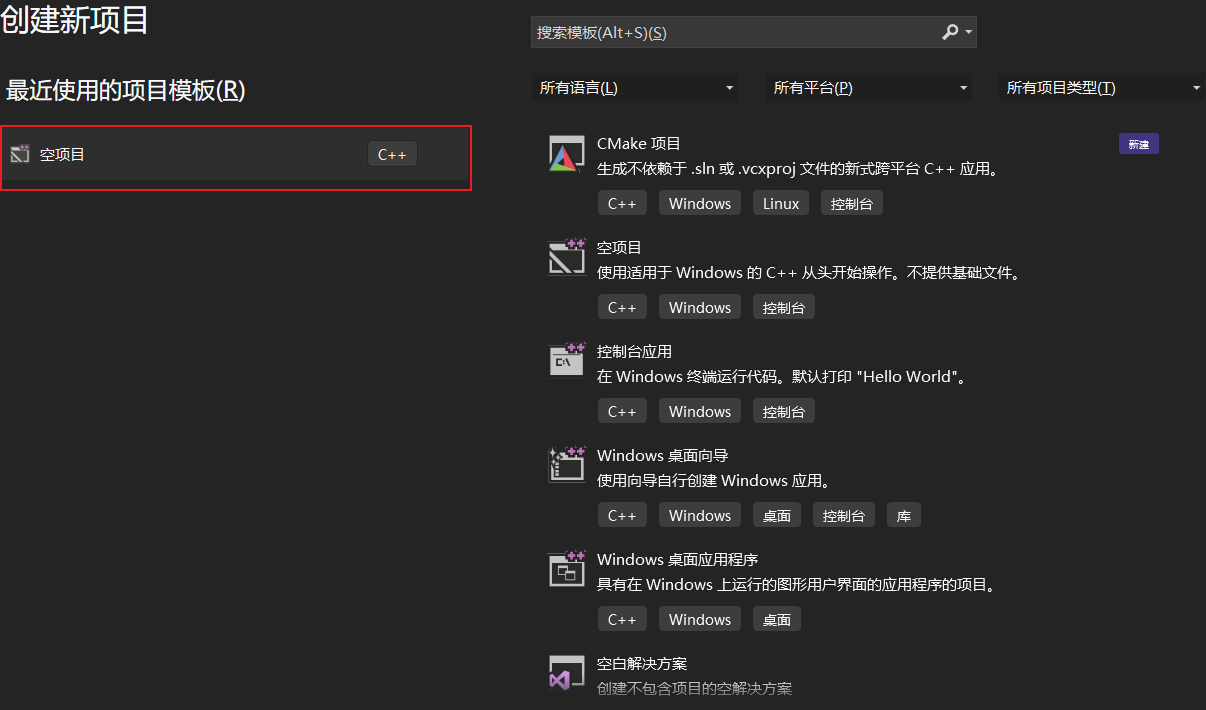 创建新项目
最近使用的项目模板(R)
空项目
C++
搜索模板(Alt+S)(S)
所有语言(L)
所有平台(P)
所有项目类型(T)
CMake 项目
新建
生成不依赖于 .sln 或 .vcxproj 文件的新式跨平台 C++ 应用。
C++ Windows Linux 控制台
空项目
使用适用于 Windows 的 C++ 从头开始操作。不提供基础文件。
C++ Windows 控制台
控制台应用
在 Windows 终端运行代码。默认打印 "Hello World"。
C++ Windows 控制台
Windows 桌面向导
使用向导自行创建 Windows 应用。
C++ Windows 桌面 控制台 库
Windows 桌面应用程序
具有在 Windows 上运行的图形用户界面的应用程序的项目。
C++ Windows 桌面
空白解决方案
创建不包含项目的空解决方案